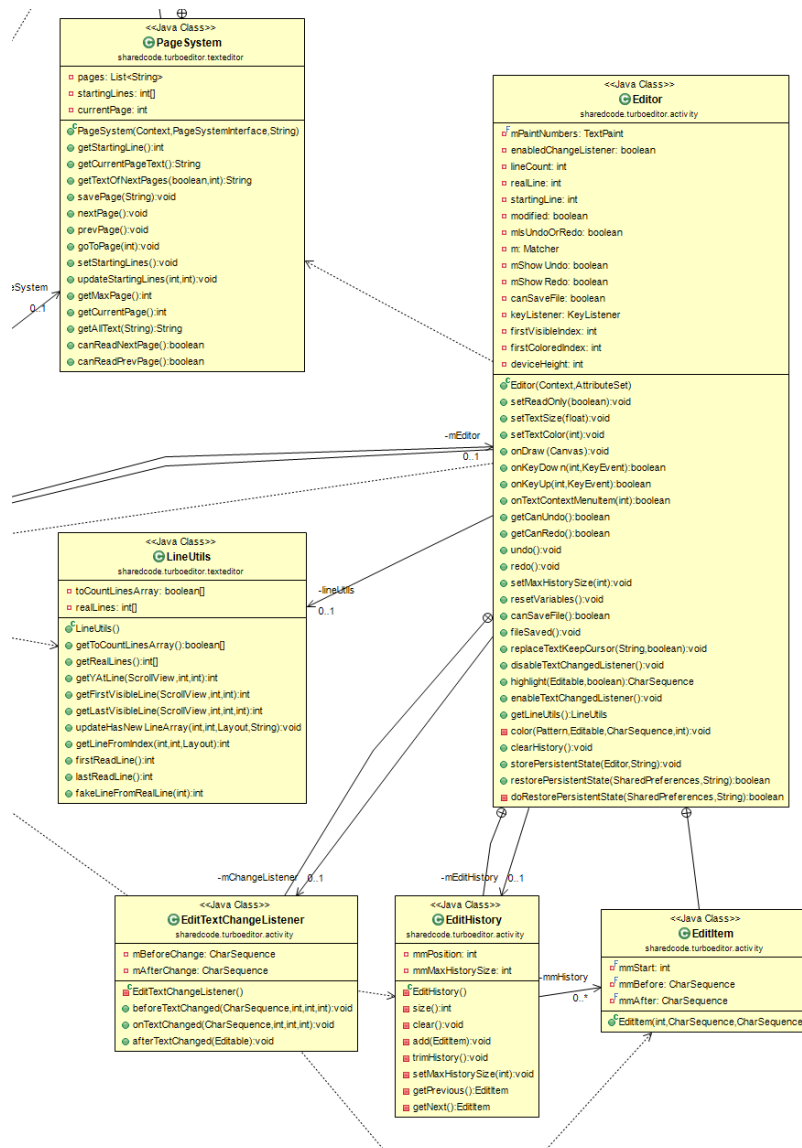 <<Java Class>>
PageSystem
sharedcode.turboeditor.texteditor
pages: List<String>
startingLines: int[]
currentPage: int
PageSystem(Context,PageSystemInterface,String)
getStartingLine():int
getCurrentPageText():String
getTextOfNextPages(boolean,int):String
savePage(String):void
nextPage():void
prevPage():void
goToPage(int):void
setStartingLines():void
updateStartingLines(int,int):void
getMaxPage():int
getCurrentPage():int
getAllText(String):String
canReadNextPage():boolean
canReadPrevPage():boolean
eSystem
0..1
<<Java Class>>
Editor
sharedcode.turboeditor.activity
mPaintNumbers: TextPaint
enabledChangeListener: boolean
lineCount: int
realLine: int
startingLine: int
modified: boolean
mIsUndoOrRedo: boolean
m: Matcher
mShowUndo: boolean
mShowRedo: boolean
canSaveFile: boolean
keyListener: KeyListener
firstVisibleIndex: int
firstColoredIndex: int
deviceHeight: int
Editor(Context,AttributeSet)
setReadOnly(boolean):void
setTextSize(float):void
setTextColor(int):void
onDraw(Canvas):void
onKeyDown(int,KeyEvent):boolean
onKeyUp(int,KeyEvent):boolean
onTextContextMenuItem(int):boolean
getCanUndo():boolean
getCanRedo():boolean
undo():void
redo():void
setMaxHistorySize(int):void
resetVariables():void
canSaveFile():boolean
fileSaved():void
replaceTextKeepCursor(String,boolean):void
disableTextChangedListener():void
highlight(Editable,boolean):CharSequence
enableTextChangedListener():void
getLineUtils():LineUtils
color(Pattern,Editable,CharSequence,int):void
clearHistory():void
storePersistentState(Editor,String):void
restorePersistentState(SharedPreferences,String):boolean
doRestorePersistentState(SharedPreferences,String):boolean
-mEditor
0..1
<<Java Class>>
LineUtils
sharedcode.turboeditor.texteditor
toCountLinesArray: boolean[]
realLines: int[]
LineUtils()
getToCountLinesArray():boolean[]
getRealLines():int[]
getYAtLine(ScrollView,int,int):int
getFirstVisibleLine(ScrollView,int,int):int
getLastVisibleLine(ScrollView,int,int,int):int
updateHasNewLineArray(int,int,Layout,String):void
getLineFromIndex(int,int,Layout):int
firstReadLine():int
lastReadLine():int
fakeLineFromRealLine(int):int
-lineUtils
0..1
-mChangeListener
0..1
-mEditHistory
0..1
<<Java Class>>
EditTextChangeListener
sharedcode.turboeditor.activity
mBeforeChange: CharSequence
mAfterChange: CharSequence
EditTextChangeListener()
beforeTextChanged(CharSequence,int,int,int):void
onTextChanged(CharSequence,int,int,int):void
afterTextChanged(Editable):void
<<Java Class>>
EditHistory
sharedcode.turboeditor.activity
mmPosition: int
mmMaxHistorySize: int
EditHistory()
size():int
clear():void
add(EditItem):void
trimHistory():void
setMaxHistorySize(int):void
getPrevious():EditItem
getNext():EditItem
-mmHistory
0..*
<<Java Class>>
EditItem
sharedcode.turboeditor.activity
mmStart: int
mmBefore: CharSequence
mmAfter: CharSequence
EditItem(int,CharSequence,CharSequence